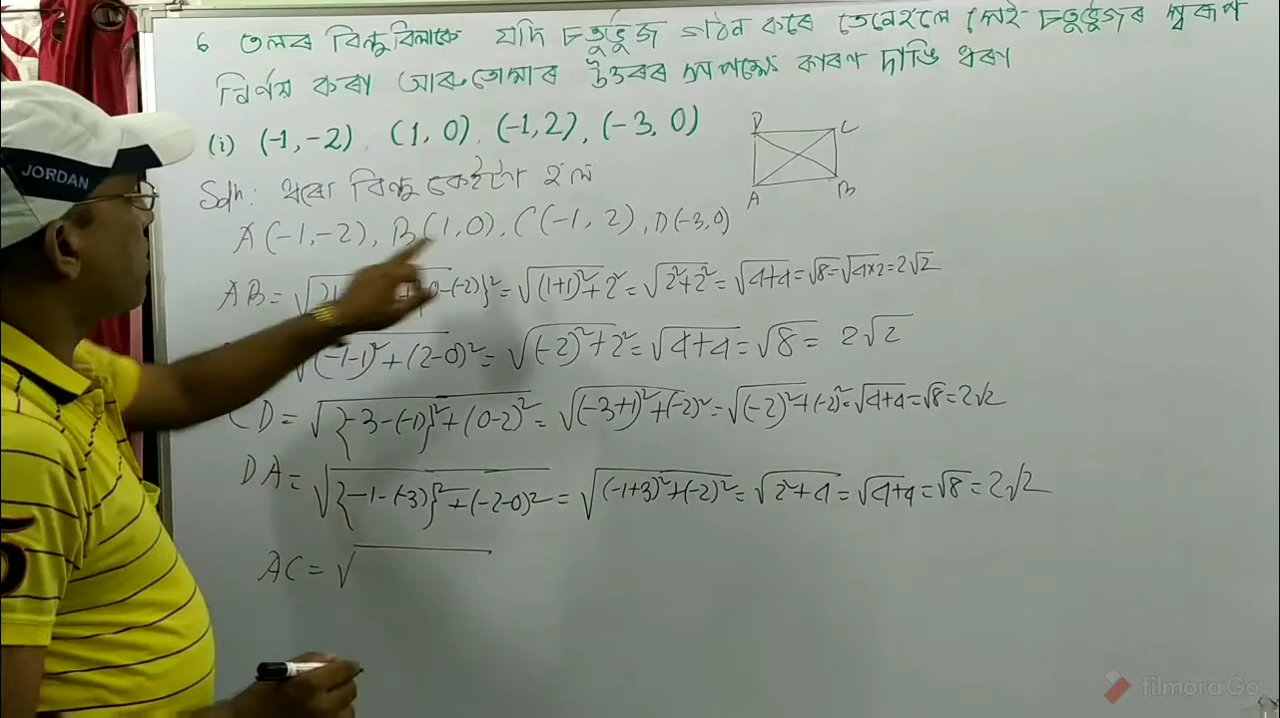 6 তলৰ বিন্দুবিলাকে যদি চতুৰ্ভুজ গঠন কৰে তেনেহলে সেই চতুৰ্ভুজৰ স্বৰূপ
নিৰ্ণয় কৰা আৰু তোমাৰ উত্তৰৰ সপক্ষে কাৰণ দাঙি ধৰা
(i) (-1, -2), (1, 0), (-1, 2), (-3, 0)
D C
A B
Soln: ধৰো বিন্দু কেইটা হল
A(-1,-2), B(1,0), C(-1, 2), D(-3,0)
AB = √ 0-(-2)}² = √(1+1)²+2² = √2²+2² = √4+4 = √8 = √4×2 = 2√2
√(-1-1)²+(2-0)² = √(-2)²+2² = √4+4 = √8 = 2√2
CD = √{-3-(-1)}²+(0-2)² = √(-3+1)²+(-2)² = √(-2)²+(-2)² = √4+4 = √8 = 2√2
DA = √{-1-(-3)}²+(-2-0)² = √(-1+3)²+(-2)² = √2²+4 = √4+4 = √8 = 2√2
AC = √
JORDAN
filmora Go